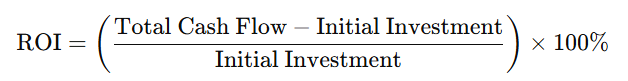 ROI = ( Total Cash Flow − Initial Investment / Initial Investment ) × 100%